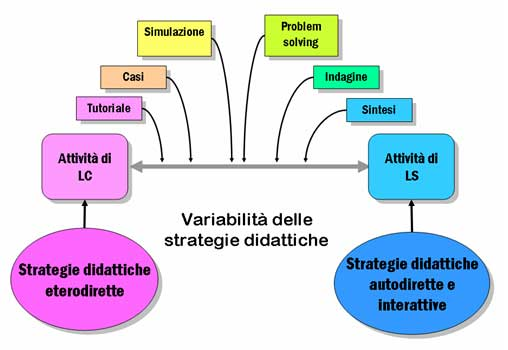 Simulazione
Problem
solving
Casi
Indagine
Tutoriale
Sintesi
Attività di
LC
Attività di
LS
Variabilità delle
strategie didattiche
Strategie didattiche
eterodirette
Strategie didattiche
autodirette e
interattive